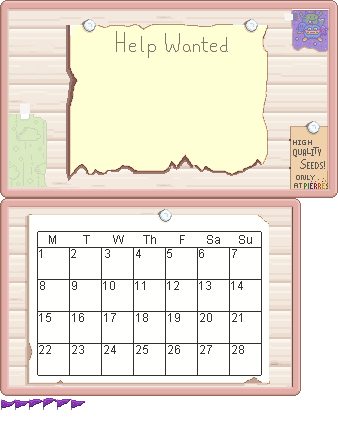 Help Wanted
HIGH
QUALITY
SEEDS!
ONLY
AT PIERRE'S
M T W Th F Sa Su
1 2 3 4 5 6 7
8 9 10 11 12 13 14
15 16 17 18 19 20 21
22 23 24 25 26 27 28